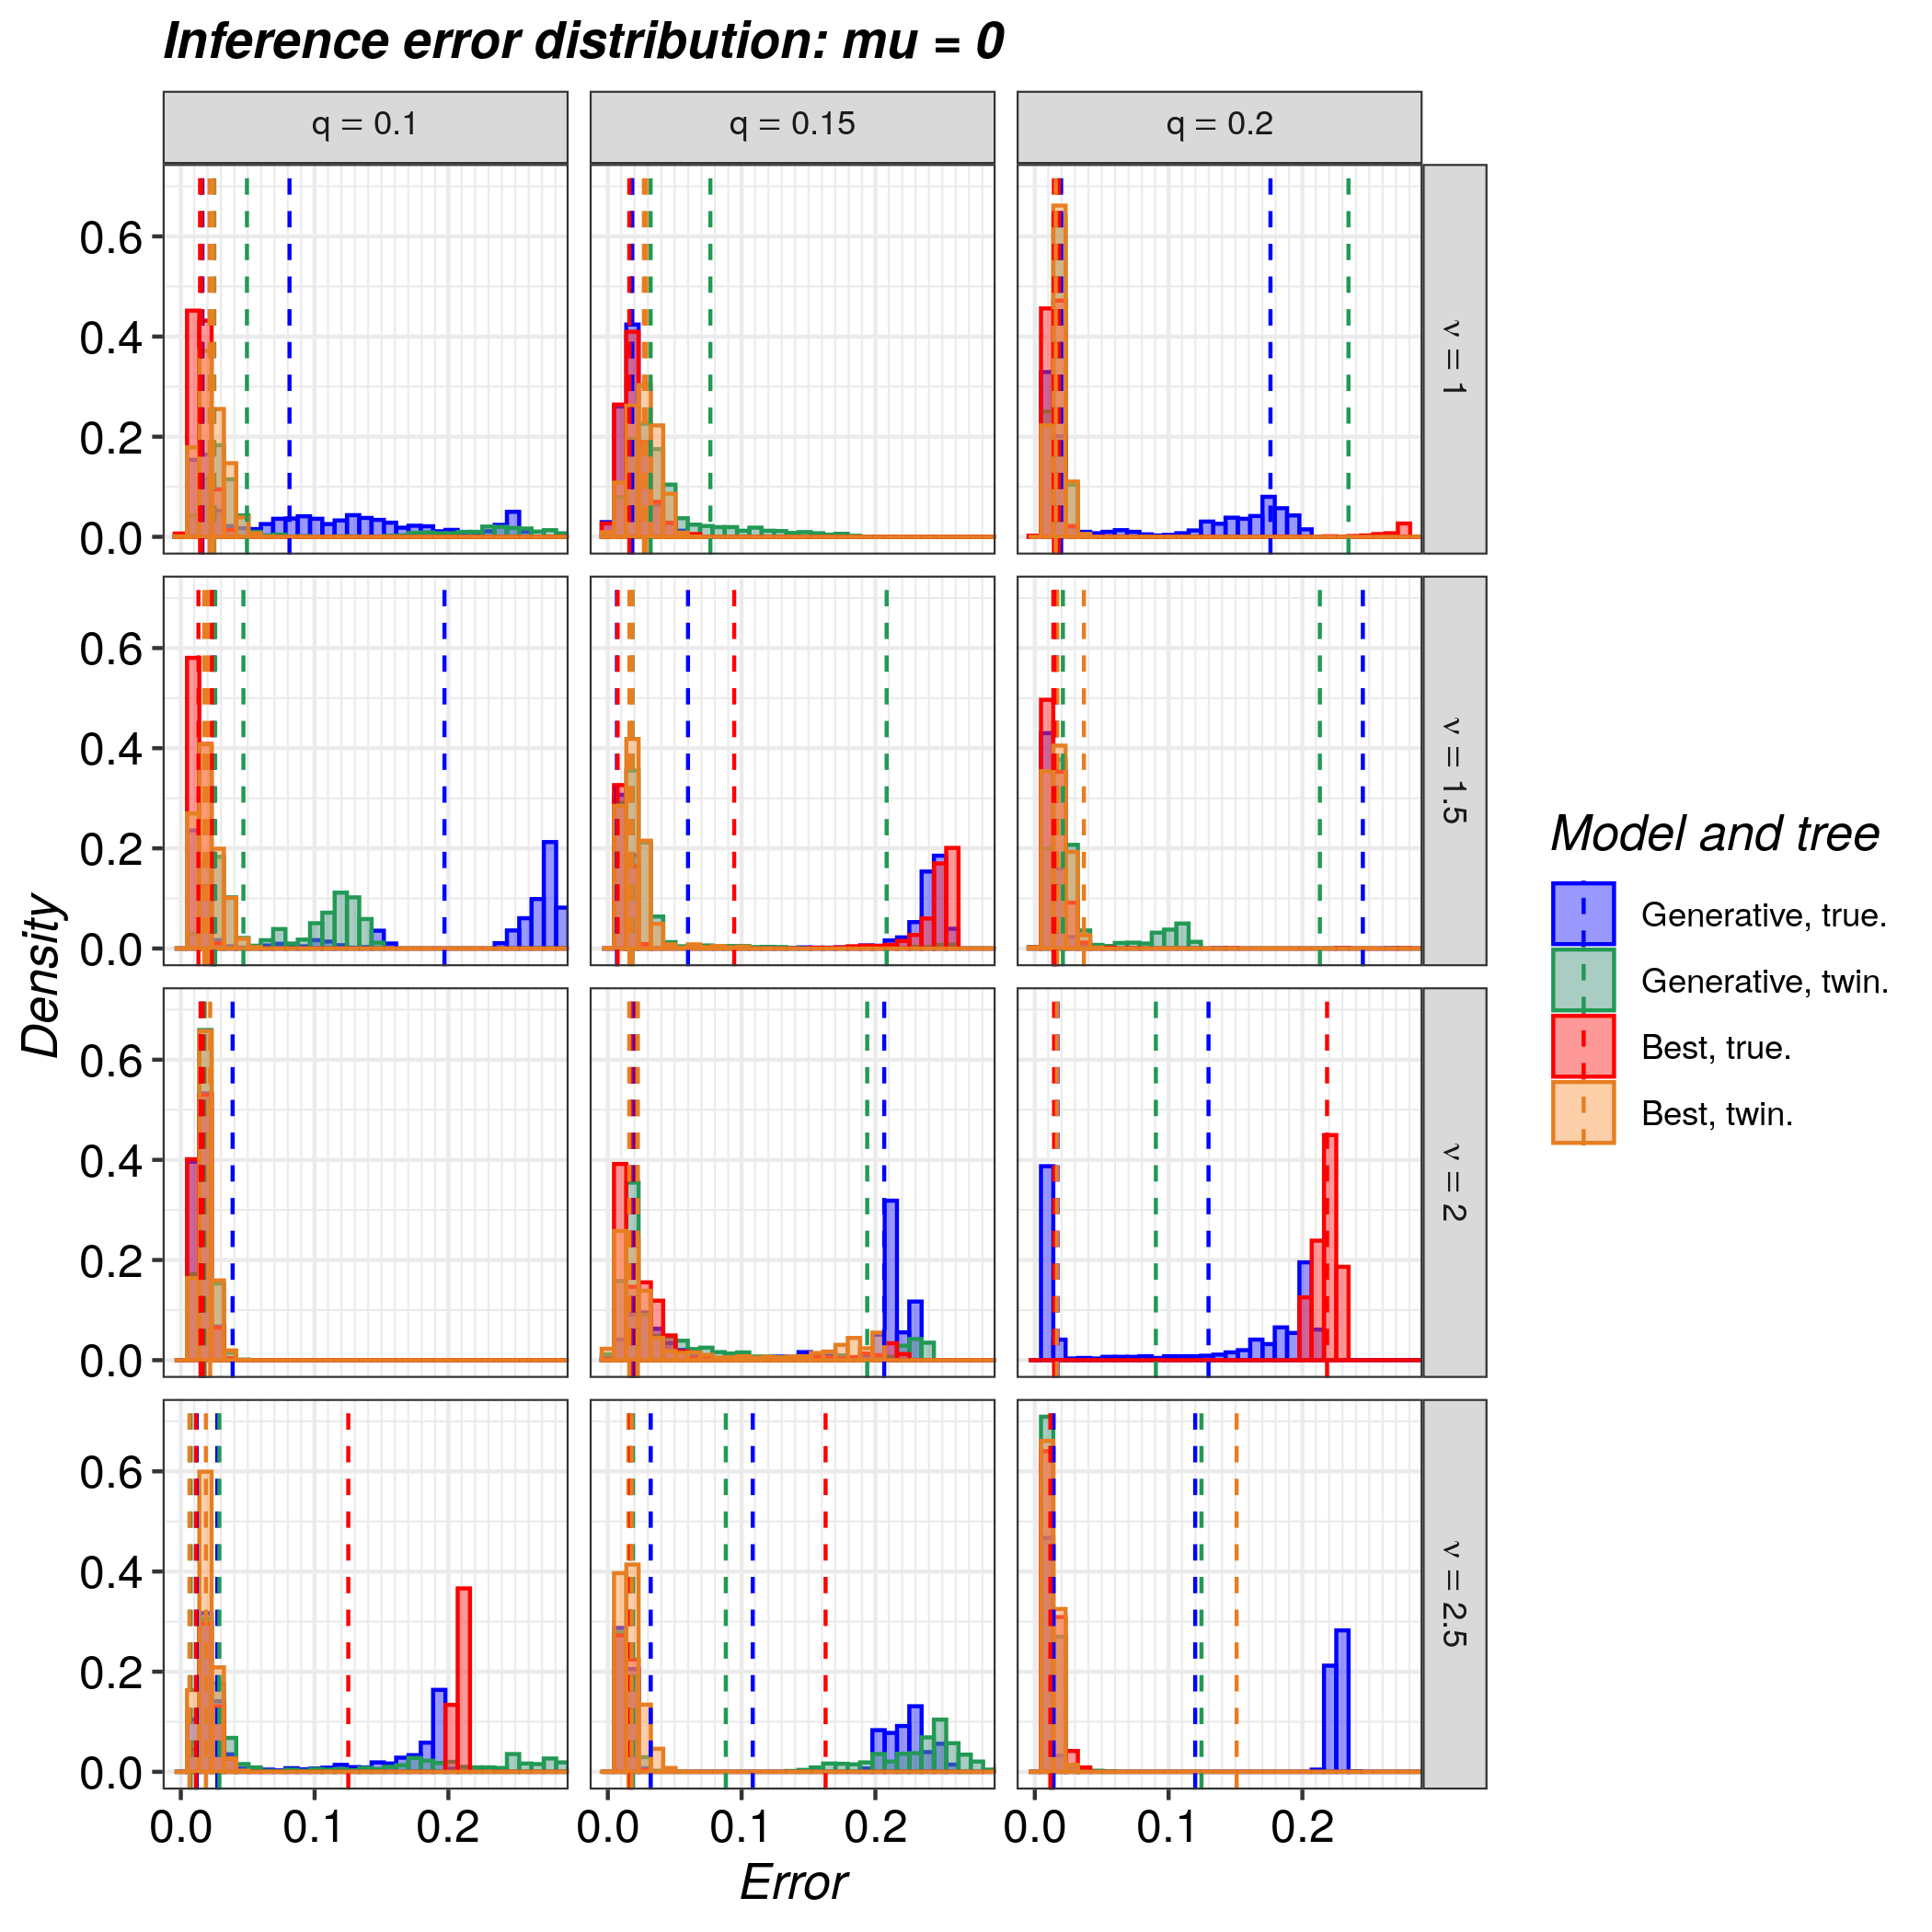 Inference error distribution: mu = 0
q = 0.1
q = 0.15
q = 0.2
0.6
0.4
0.2
0.0
ν = 1
0.6
0.4
0.2
0.0
ν = 1.5
0.6
0.4
0.2
0.0
ν = 2
0.6
0.4
0.2
0.0
ν = 2.5
0.0 0.1 0.2
0.0 0.1 0.2
0.0 0.1 0.2
Density
Error
Model and tree
Generative, true.
Generative, twin.
Best, true.
Best, twin.